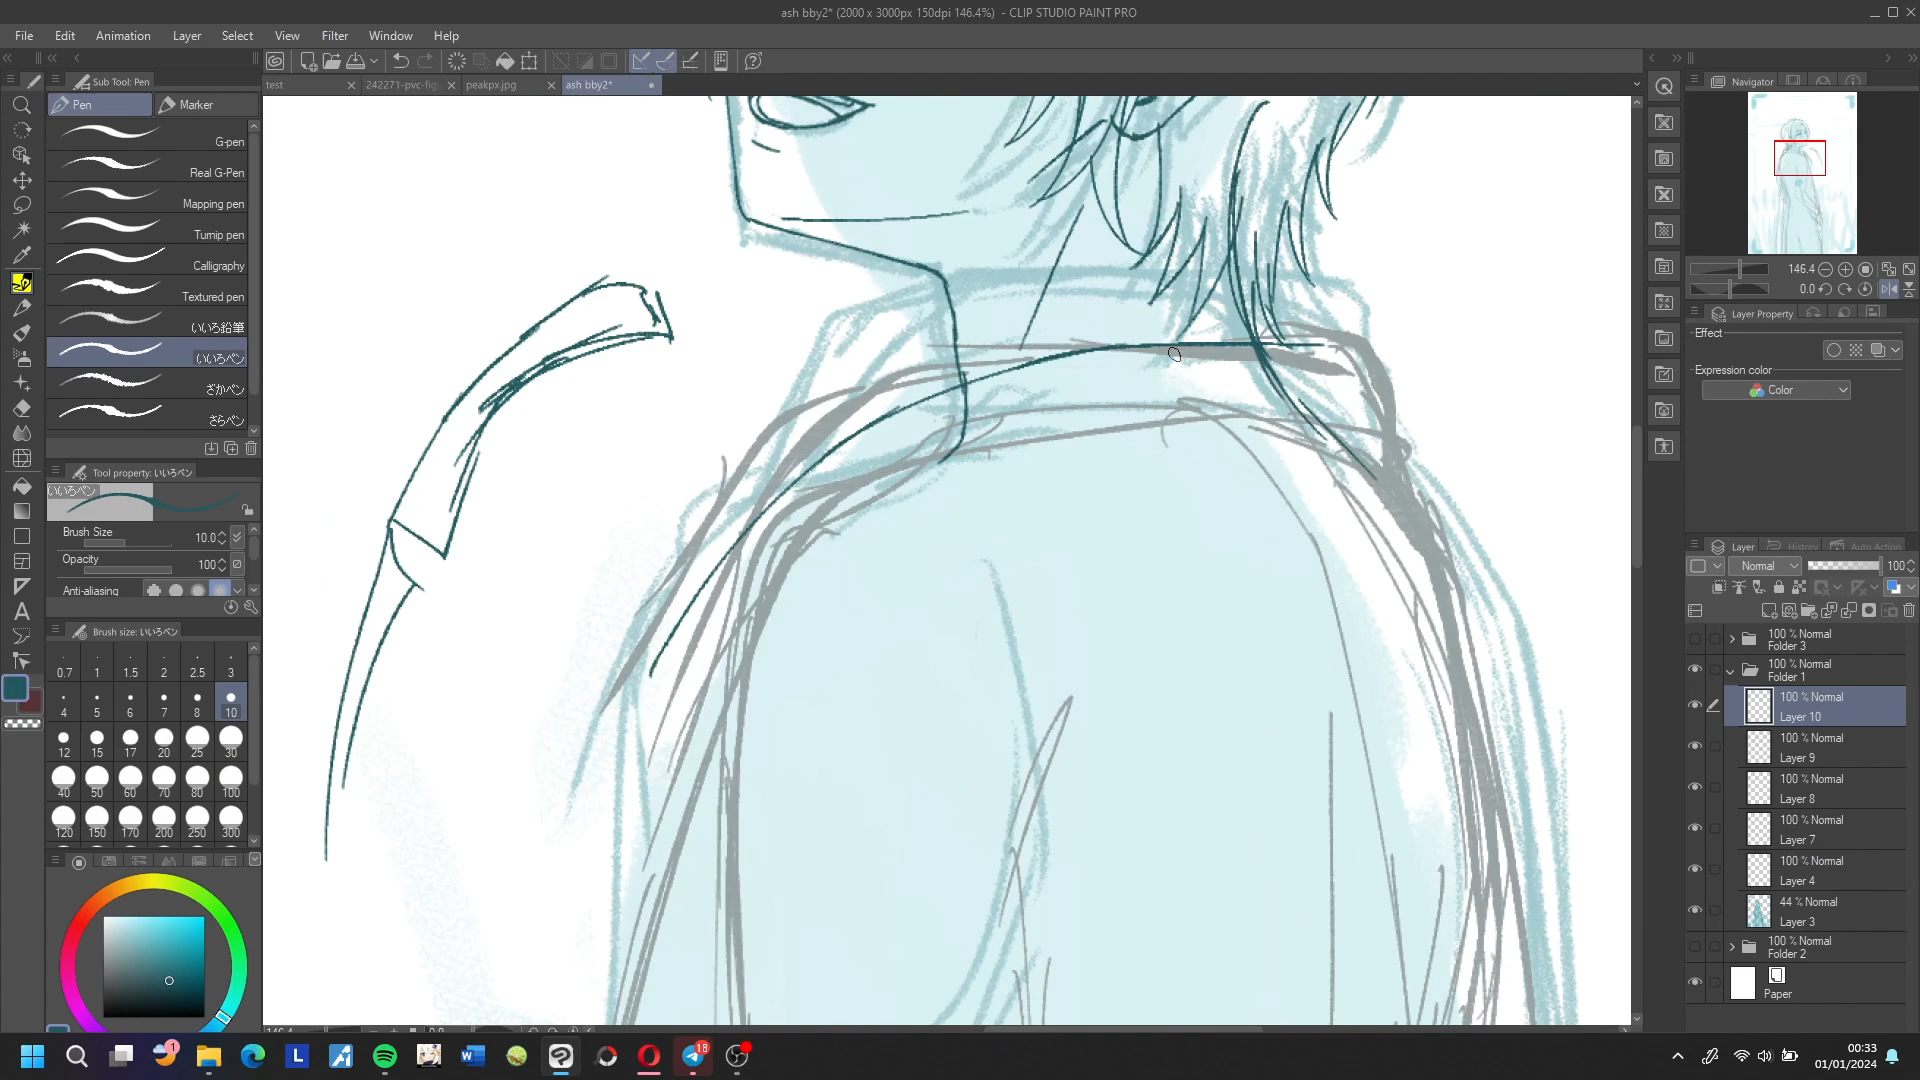 ash bby2* (2000 x 3000px 150dpi 146.4%)  - CLIP STUDIO PAINT PRO
File Edit Animation Layer Select View Filter Window Help
Sub Tool: Pen
Pen Marker
G-pen
Real G-Pen
Mapping pen
Turnip pen
Calligraphy
Textured pen
いいろ鉛筆
いいろペン
ざかペン
さらペン
Tool property: いいろペン
いいろペン
Brush Size 10.0
Opacity 100
Anti-aliasing
Brush size: いいろペン
0.7 1 1.5 2 2.5 3
4 5 6 7 8 10
12 15 17 20 25 30
40 50 60 70 80 100
120 150 170 200 250 300
test 242271-pvc-fig peakpx.jpg ash bby2*
Navigator
146.4
0.0
Layer Property
Effect
Expression color
Color
Layer History Auto Action
Normal 100
100 % Normal
Folder 3
100 % Normal
Folder 1
100 % Normal
Layer 10
100 % Normal
Layer 9
100 % Normal
Layer 8
100 % Normal
Layer 7
100 % Normal
Layer 4
44 % Normal
Layer 3
100 % Normal
Folder 2
Paper
1
L
18
00:33
01/01/2024